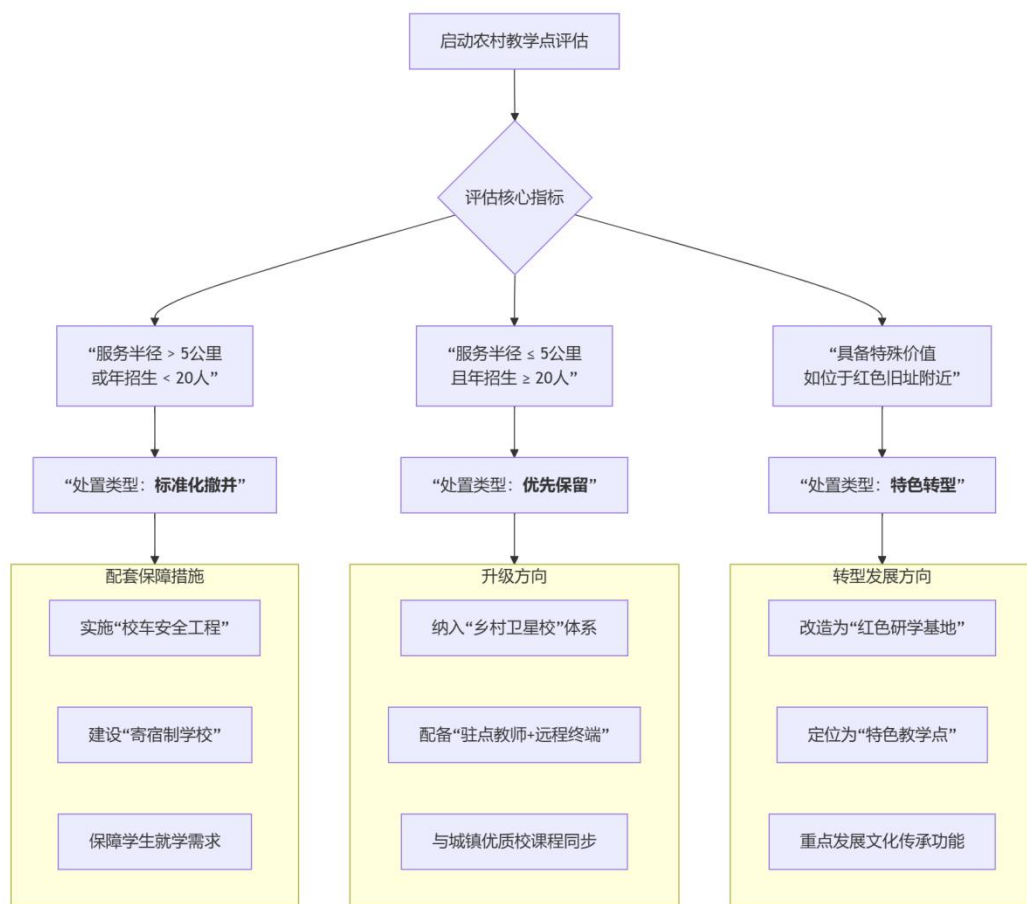 启动农村教学点评估
评估核心指标
“服务半径 > 5公里
或年招生 < 20人”
“服务半径 ≤ 5公里
且年招生 ≥ 20人”
“具备特殊价值
如位于红色旧址附近”
“处置类型：标准化撤并”
“处置类型：优先保留”
“处置类型：特色转型”
配套保障措施
实施“校车安全工程”
建设“寄宿制学校”
保障学生就学需求
升级方向
纳入“乡村卫星校”体系
配备“驻点教师+远程终端”
与城镇优质校课程同步
转型发展方向
改造为“红色研学基地”
定位为“特色教学点”
重点发展文化传承功能